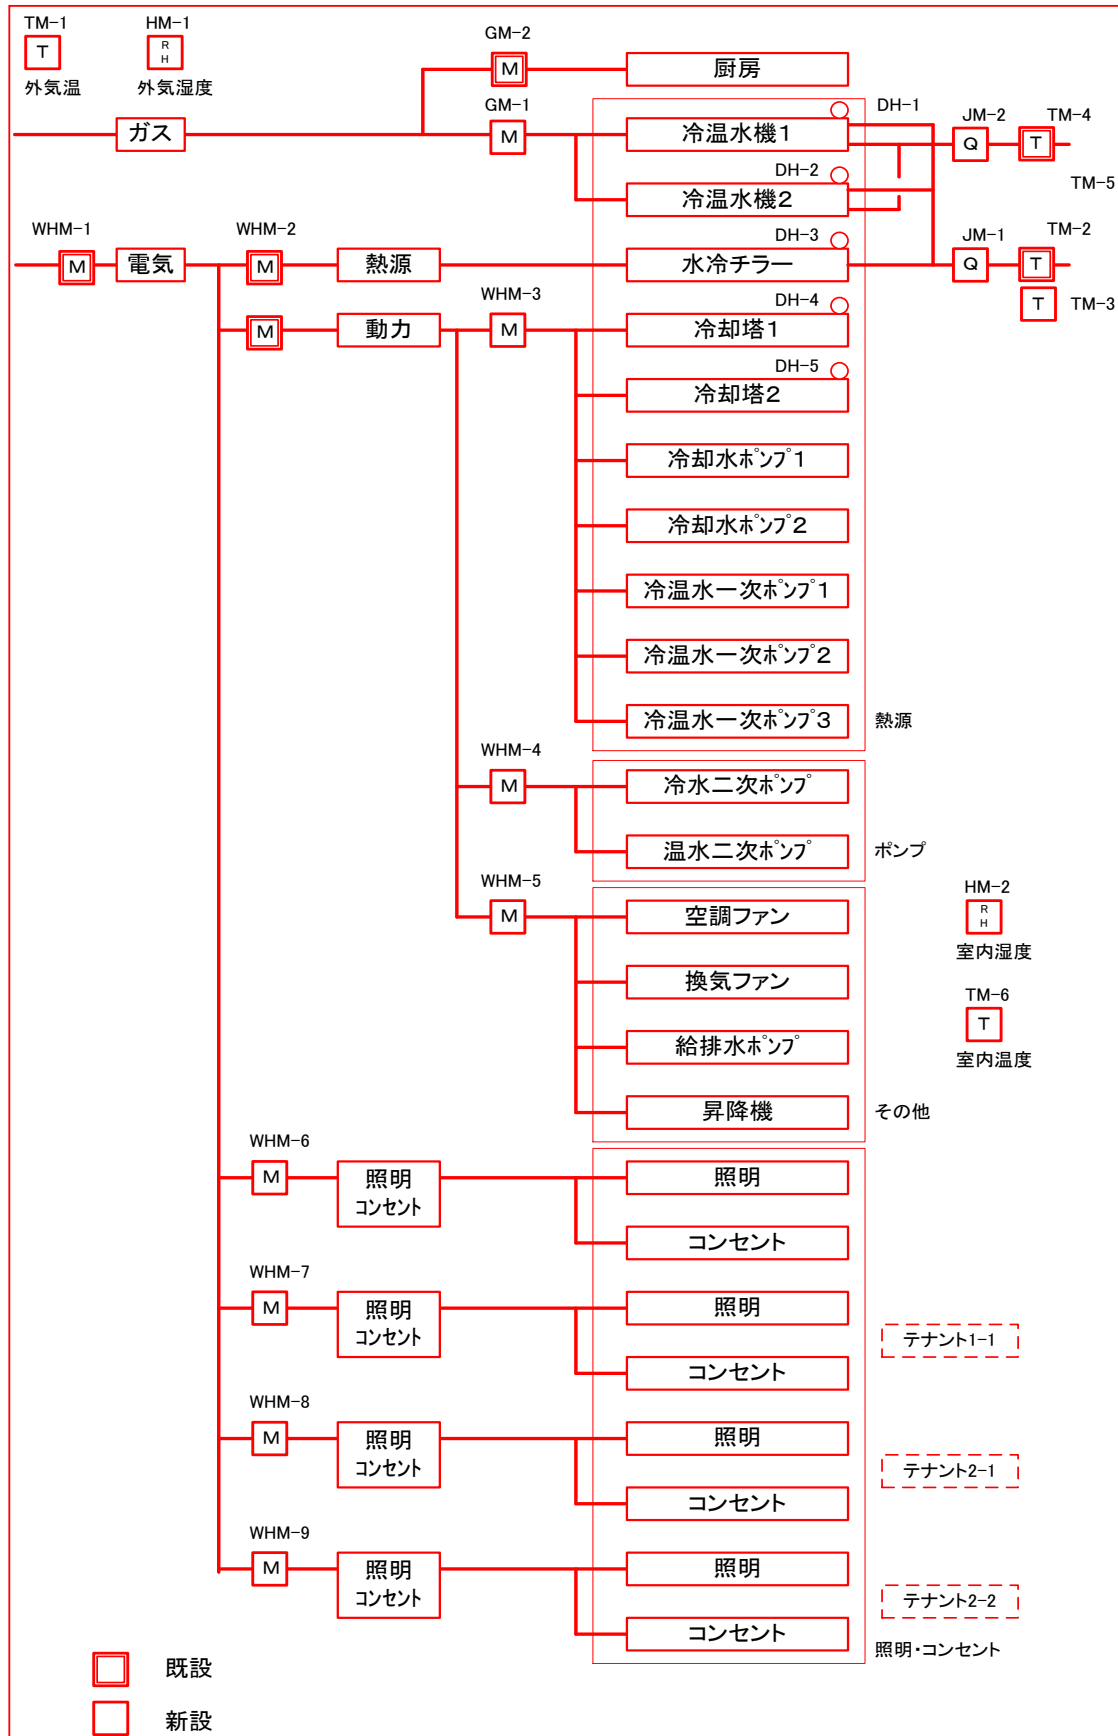 TM-1
HM-1
GM-2
T
R
H
M
厨房
外気温
外気湿度
GM-1
DH-1
JM-2
TM-4
ガス
M
冷温水機1
Q
T
DH-2
TM-5
冷温水機2
WHM-1
WHM-2
DH-3
JM-1
TM-2
M
電気
M
熱源
水冷チラー
Q
T
WHM-3
DH-4
T
TM-3
M
動力
M
冷却塔1
DH-5
冷却塔2
冷却水ポンプ1
冷却水ポンプ2
冷温水一次ポンプ1
冷温水一次ポンプ2
冷温水一次ポンプ3
熱源
WHM-4
M
冷水二次ポンプ
温水二次ポンプ
ポンプ
WHM-5
HM-2
M
空調ファン
R
H
室内湿度
換気ファン
TM-6
T
給排水ポンプ
室内温度
昇降機
その他
WHM-6
M
照明
コンセント
照明
コンセント
WHM-7
M
照明
コンセント
照明
テナント1-1
コンセント
WHM-8
M
照明
コンセント
照明
テナント2-1
コンセント
WHM-9
M
照明
コンセント
照明
テナント2-2
コンセント
照明・コンセント
既設
新設